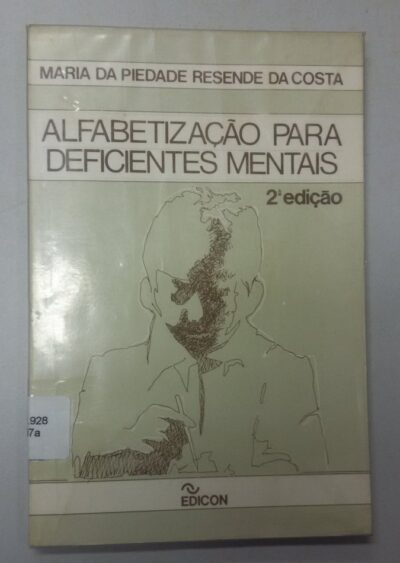 MARIA DA PIEDADE RESENDE DA COSTA
ALFABETIZAÇÃO PARA
DEFICIENTES MENTAIS
2ª edição
.928
7a
EDICON